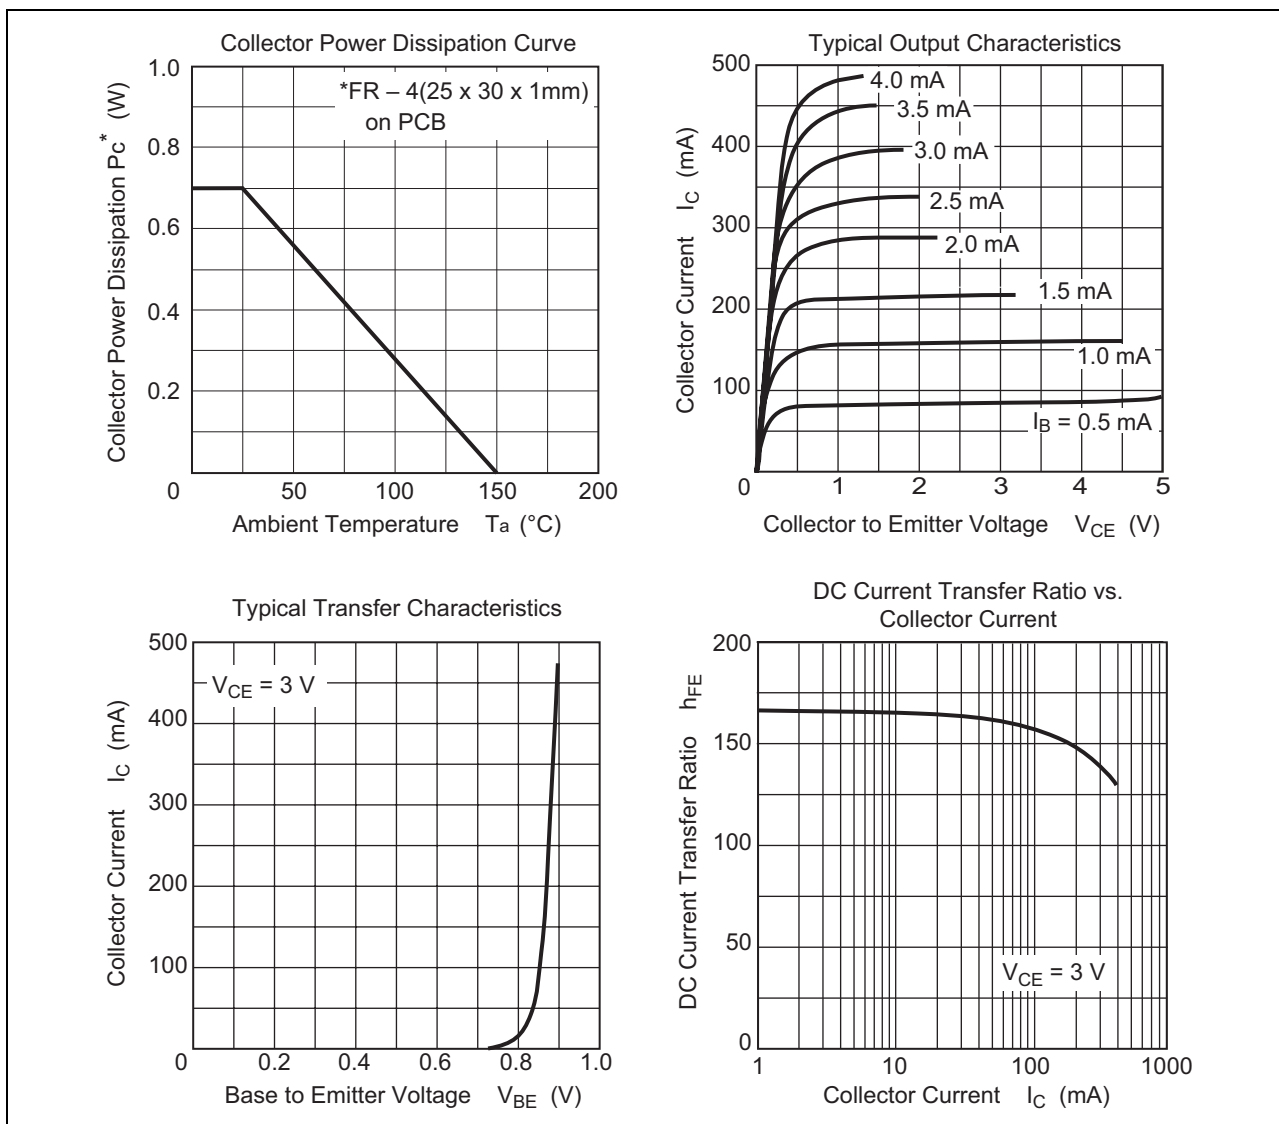 Collector Power Dissipation Curve
Collector Power Dissipation Pc* (W)
1.0
0.8
0.6
0.4
0.2
0
50
100
150
200
*FR – 4(25 x 30 x 1mm)
on PCB
Ambient Temperature Ta (°C)
Typical Output Characteristics
Collector Current IC (mA)
500
400
300
200
100
0
1
2
3
4
5
4.0 mA
3.5 mA
3.0 mA
2.5 mA
2.0 mA
1.5 mA
1.0 mA
IB = 0.5 mA
Collector to Emitter Voltage VCE (V)
Typical Transfer Characteristics
Collector Current IC (mA)
500
400
300
200
100
0
0.2
0.4
0.6
0.8
1.0
VCE = 3 V
Base to Emitter Voltage VBE (V)
DC Current Transfer Ratio vs.
Collector Current
DC Current Transfer Ratio hFE
200
150
100
50
0
1
10
100
1000
VCE = 3 V
Collector Current IC (mA)